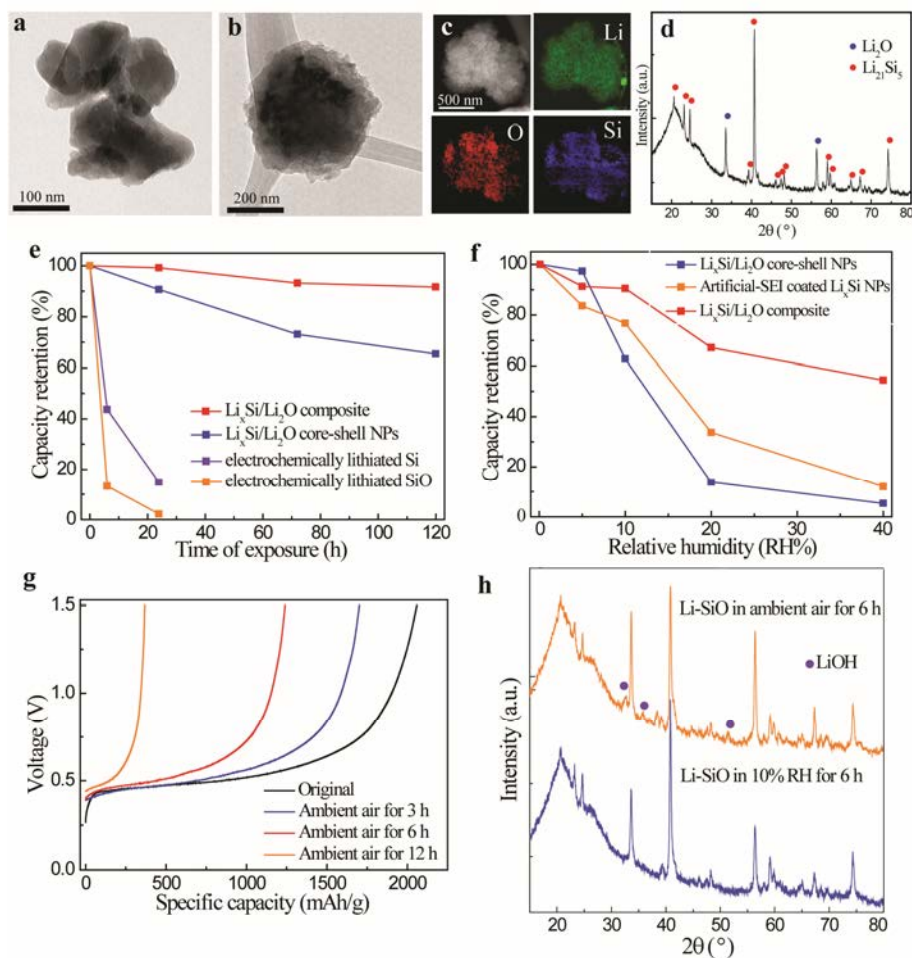 a
100 nm
b
200 nm
c
500 nm
Li
O
Si
d
Li₂O
Li₂₁Si₅
Intensity (a.u.)
20 30 40 50 60 70 80
2θ (°)
e
100
80
60
40
20
0
Capacity retention (%)
LiₓSi/Li₂O composite
LiₓSi/Li₂O core-shell NPs
electrochemically lithiated Si
electrochemically lithiated SiO
0 20 40 60 80 100 120
Time of exposure (h)
f
LiₓSi/Li₂O core-shell NPs
Artificial-SEI coated LiₓSi NPs
LiₓSi/Li₂O composite
100
80
60
40
20
0
Capacity retention (%)
0 10 20 30 40
Relative humidity (RH%)
g
1.5
1.0
0.5
0.0
Voltage (V)
Original
Ambient air for 3 h
Ambient air for 6 h
Ambient air for 12 h
0 500 1000 1500 2000
Specific capacity (mAh/g)
h
Li-SiO in ambient air for 6 h
LiOH
Li-SiO in 10% RH for 6 h
Intensity (a.u.)
20 30 40 50 60 70 80
2θ (°)